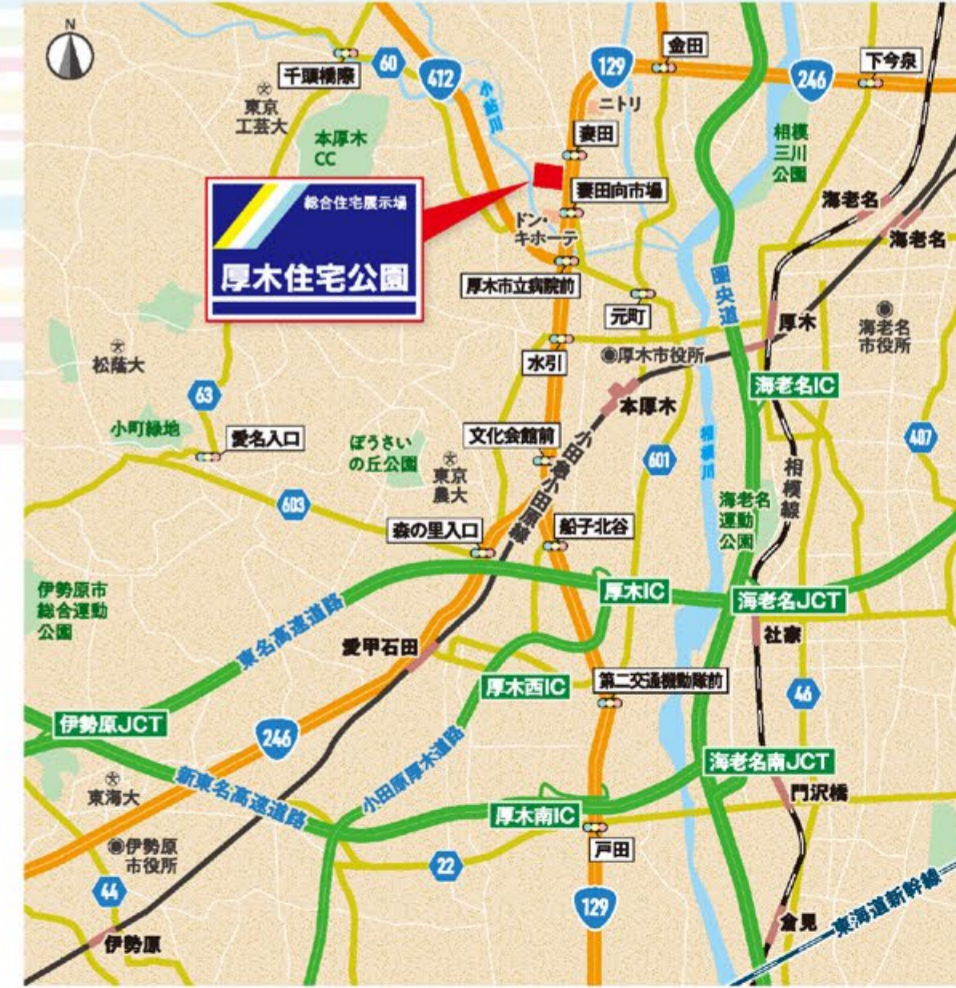 N
千頭橋際
60
412
129
金田
246
下今泉
東京
工芸大
小鮎川
ニトリ
本厚木
CC
妻田
相模
三川
公園
総合住宅展示場
厚木住宅公園
妻田向市場
海老名
海老名
ドン・
キホーテ
厚木市立病院前
圏央道
元町
厚木
海老名
市役所
水引
厚木市役所
松蔭大
63
海老名IC
本厚木
小町緑地
愛名入口
ぼうさい
の丘公園
文化会館前
小田急小田原線
601
相模川
407
東京
農大
相模線
603
海老名
運動
公園
森の里入口
船子北谷
伊勢原市
総合運動
公園
厚木IC
海老名JCT
東名高速道路
愛甲石田
社家
厚木西IC
第二交通機動隊前
46
伊勢原JCT
246
小田原厚木道路
海老名南JCT
新東名高速道路
東海大
門沢橋
厚木南IC
伊勢原
市役所
戸田
22
44
129
東海道新幹線
倉見
伊勢原